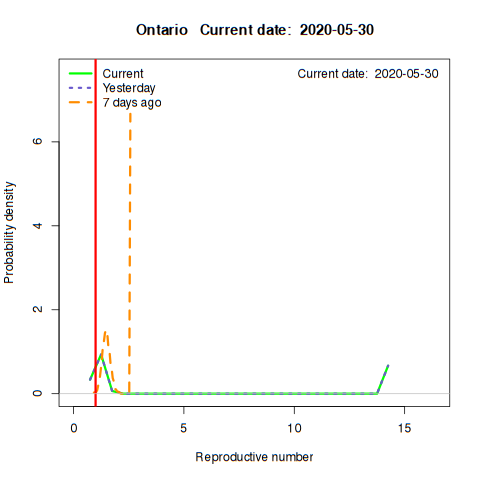 Ontario   Current date:  2020-05-30
Current
Yesterday
7 days ago
Current date:  2020-05-30
Probability density
0
2
4
6
0
5
10
15
Reproductive number